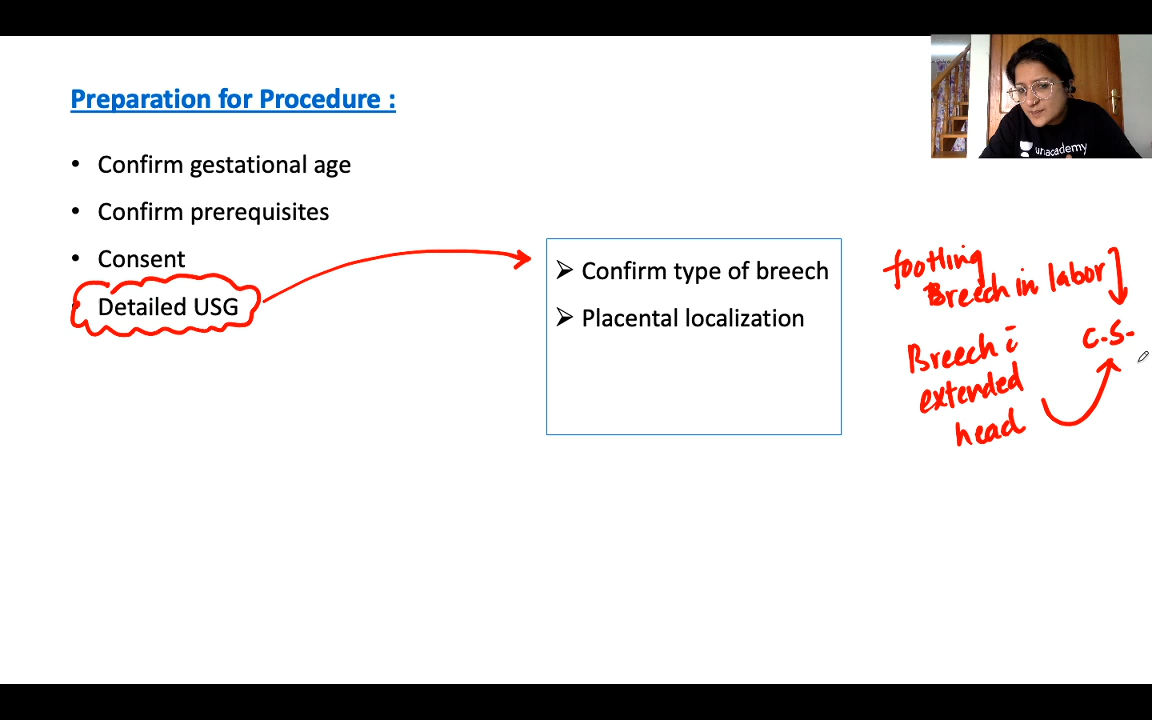 Preparation for Procedure :
• Confirm gestational age
• Confirm prerequisites
• Consent
• Detailed USG
➢ Confirm type of breech
➢ Placental localization
footling
Breech in labor]
C.S.
Breech c̄
extended
head
unacademy